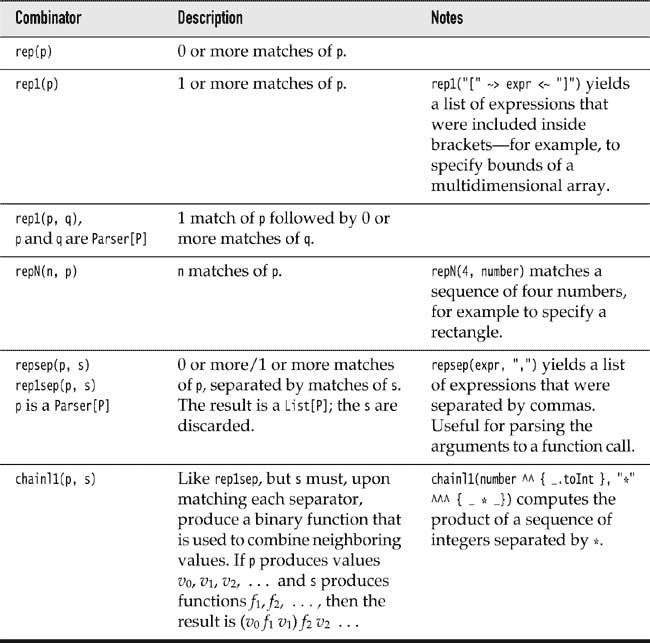 Combinator Description Notes
rep(p) 0 or more matches of p.
rep1(p) 1 or more matches of p. rep1("[" ~> expr <~ "]") yields
a list of expressions that
were included inside
brackets—for example, to
specify bounds of a
multidimensional array.
rep1(p, q), 1 match of p followed by 0 or
p and q are Parser[P] more matches of q.
repN(n, p) n matches of p. repN(4, number) matches a
sequence of four numbers,
for example to specify a
rectangle.
repsep(p, s) 0 or more/1 or more matches repsep(expr, ",") yields a list
rep1sep(p, s) of p, separated by matches of s. of expressions that were
p is a Parser[P] The result is a List[P]; the s are separated by commas.
discarded. Useful for parsing the
arguments to a function call.
chainl1(p, s) Like rep1sep, but s must, upon chainl1(number ^^ { _.toInt }, "*"
matching each separator, ^^^ { _ * _}) computes the
produce a binary function that product of a sequence of
is used to combine neighboring integers separated by *.
values. If p produces values
v0, v1, v2, . . . and s produces
functions f1, f2, . . . , then the
result is (v0 f1 v1) f2 v2 . . .